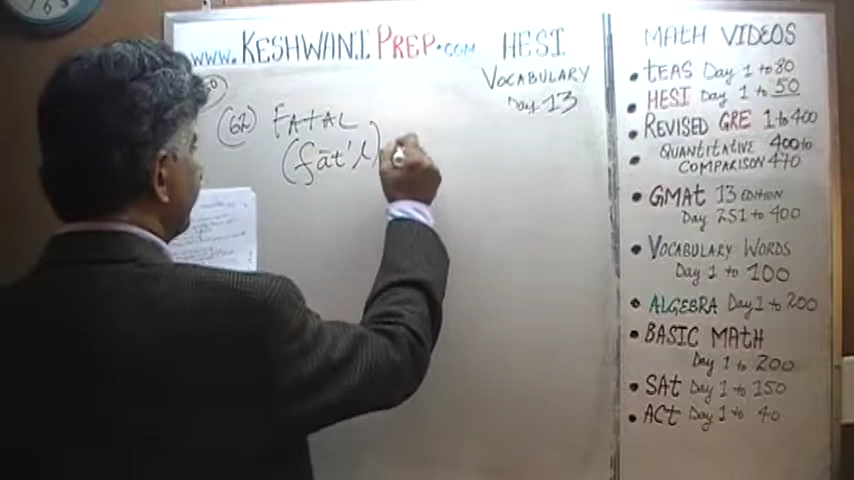 www.KESHWANIPREP.com
HESI
VOCABULARY
Day 13
(62) FATAL
(fāt'l)
MATH VIDEOS
• TEAS Day 1 to 80
• HESI Day 1 to 50
• REVISED GRE 1 to 400
• QUANTITATIVE 400 to
COMPARISON 470
• GMAT 13 EDITION
Day 251 to 400
• VOCABULARY WORDS
Day 1 to 100
• ALGEBRA Day 1 to 200
• BASIC MATH
Day 1 to 200
• SAT Day 1 to 150
• ACT Day 1 to 40